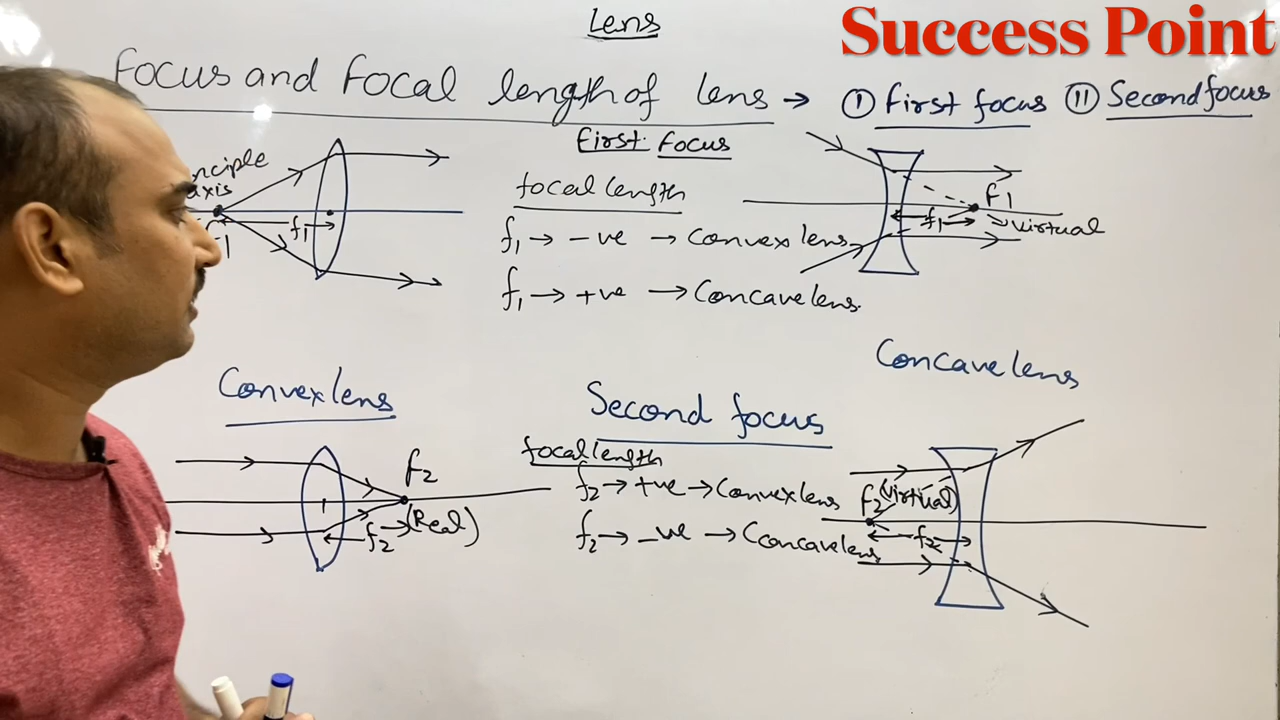 Lens
Success Point
Focus and Focal length of lens → (I) First focus (II) Second focus
First Focus
nciple
axis
f1
focal length
f1 → -ve → Convex lens
f1 → +ve → Concave lens.
F1
f1
virtual
Concave lens
Convex lens
Second focus
focal length
f2 → +ve → Convex lens
f2 → -ve → Cconcave lens
F2
(Real)
f2
F2 (virtual)
f2